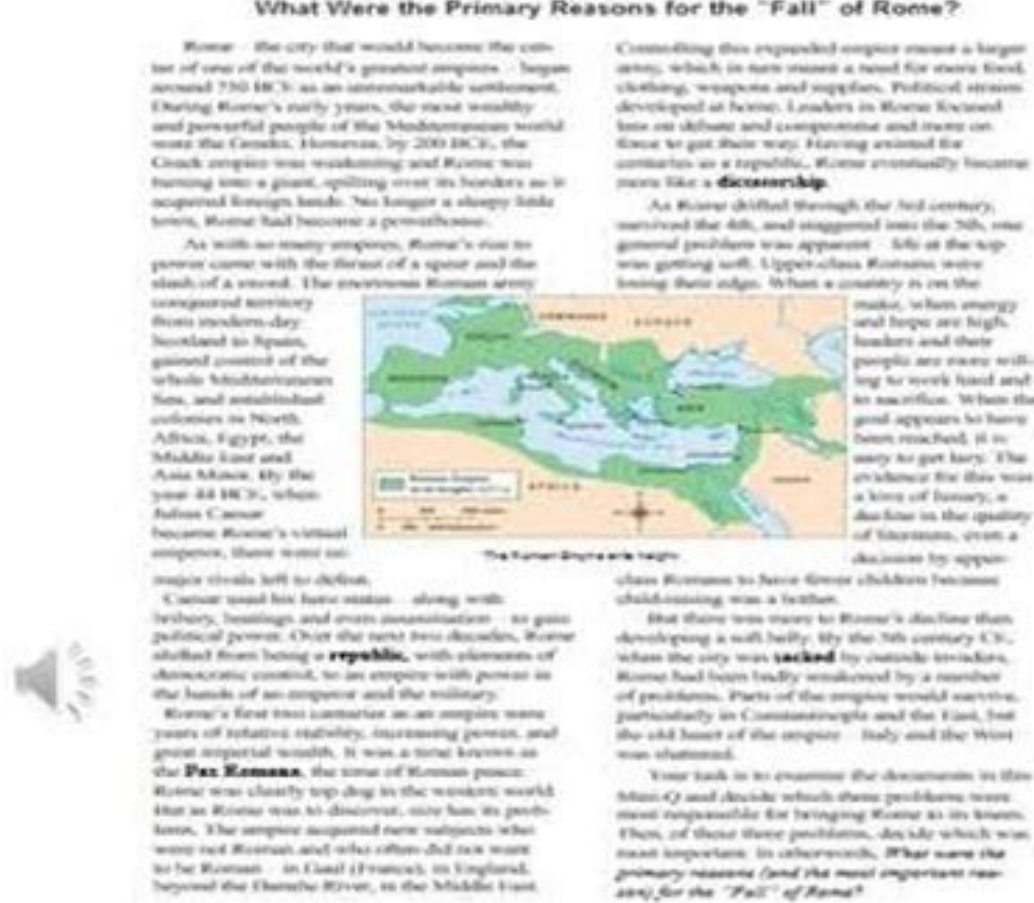 What Were the Primary Reasons for the "Fall" of Rome?
Rome – the city that would become the cen-
ter of one of the world's greatest empires – began
around 750 BCE as an unremarkable settlement.
During Rome's early years, the most wealthy
and powerful people of the Mediterranean world
were the Greeks. However, by 200 BCE, the
Greek empire was weakening and Rome was
turning into a giant, spilling over its borders as it
acquired foreign lands. No longer a sleepy little
town, Rome had become a powerhouse.
As with so many empires, Rome's rise to
power came with the thrust of a spear and the
slash of a sword. The enormous Roman army
conquered territory
from modern-day
Scotland to Spain,
gained control of the
whole Mediterranean
Sea, and established
colonies in North
Africa, Egypt, the
Middle East and
Asia Minor. By the
year 44 BCE, when
Julius Caesar
became Rome's virtual
emperor, there were no
major rivals left to defeat.
Caesar used his hero status – along with
bribery, beatings and even assassination – to gain
political power. Over the next two decades, Rome
shifted from being a republic, with elements of
democratic control, to an empire with power in
the hands of an emperor and the military.
Rome's first two centuries as an empire were
years of relative stability, increasing power, and
great imperial wealth. It was a time known as
the Pax Romana, the time of Roman peace.
Rome was clearly top dog in the western world.
But as Rome was to discover, size has its prob-
lems. The empire acquired new subjects who
were not Roman and who often did not want
to be Roman – in Gaul (France), in England,
beyond the Danube River, in the Middle East.
Controlling this expanded empire meant a larger
army, which in turn meant a need for more food,
clothing, weapons and supplies. Political strains
developed at home. Leaders in Rome focused
less on debate and compromise and more on
force to get their way. Having existed for
centuries as a republic, Rome eventually became
more like a dictatorship.
As Rome drifted through the 3rd century,
survived the 4th, and staggered into the 5th, one
general problem was apparent – life at the top
was getting soft. Upper-class Romans were
losing their edge. When a country is on the
make, when energy
and hope are high,
leaders and their
people are more will-
ing to work hard and
to sacrifice. When the
goal appears to have
been reached, it is
easy to get lazy. The
evidence for this was
a love of luxury, a
decline in the quality
of literature, even a
decision by upper-
class Romans to have fewer children because
child-raising was a bother.
But there was more to Rome's decline than
developing a soft belly. By the 5th century CE,
when the city was sacked by outside invaders,
Rome had been badly weakened by a number
of problems. Parts of the empire would survive,
particularly in Constantinople and the East, but
the old heart of the empire – Italy and the West –
was shattered.
Your task is to examine the documents in this
Mini-Q and decide which three problems were
most responsible for bringing Rome to its knees.
Then, of these three problems, decide which was
most important. In otherwords, What were the
primary reasons (and the most important rea-
son) for the "Fall" of Rome?
EUROPE
AFRICA
ASIA
Roman Empire
The Roman Empire at its height